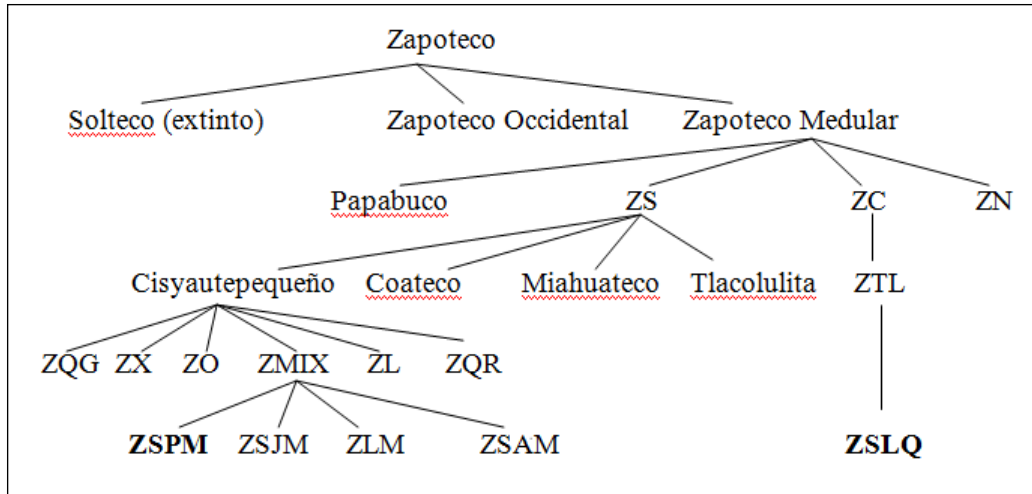 Zapoteco
Solteco (extinto) Zapoteco Occidental Zapoteco Medular
Papabuco ZS ZC ZN
Cisyautepequeño Coateco Miahuateco Tlacolulita ZTL
ZQG ZX ZO ZMIX ZL ZQR
ZSPM ZSJM ZLM ZSAM ZSLQ